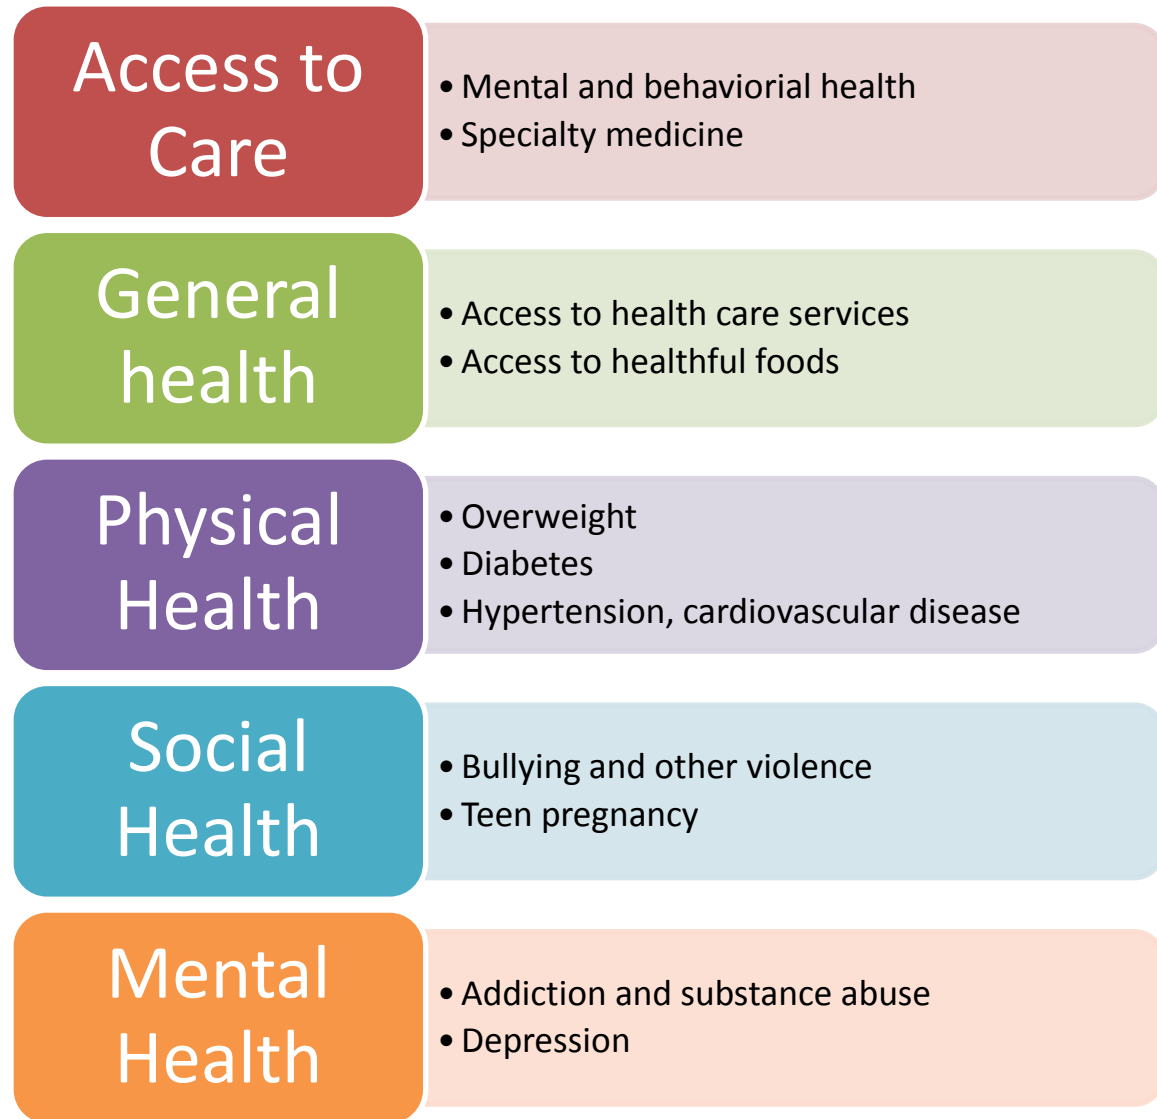 Access to
Care
• Mental and behaviorial health
• Specialty medicine
General
health
• Access to health care services
• Access to healthful foods
Physical
Health
• Overweight
• Diabetes
• Hypertension, cardiovascular disease
Social
Health
• Bullying and other violence
• Teen pregnancy
Mental
Health
• Addiction and substance abuse
• Depression